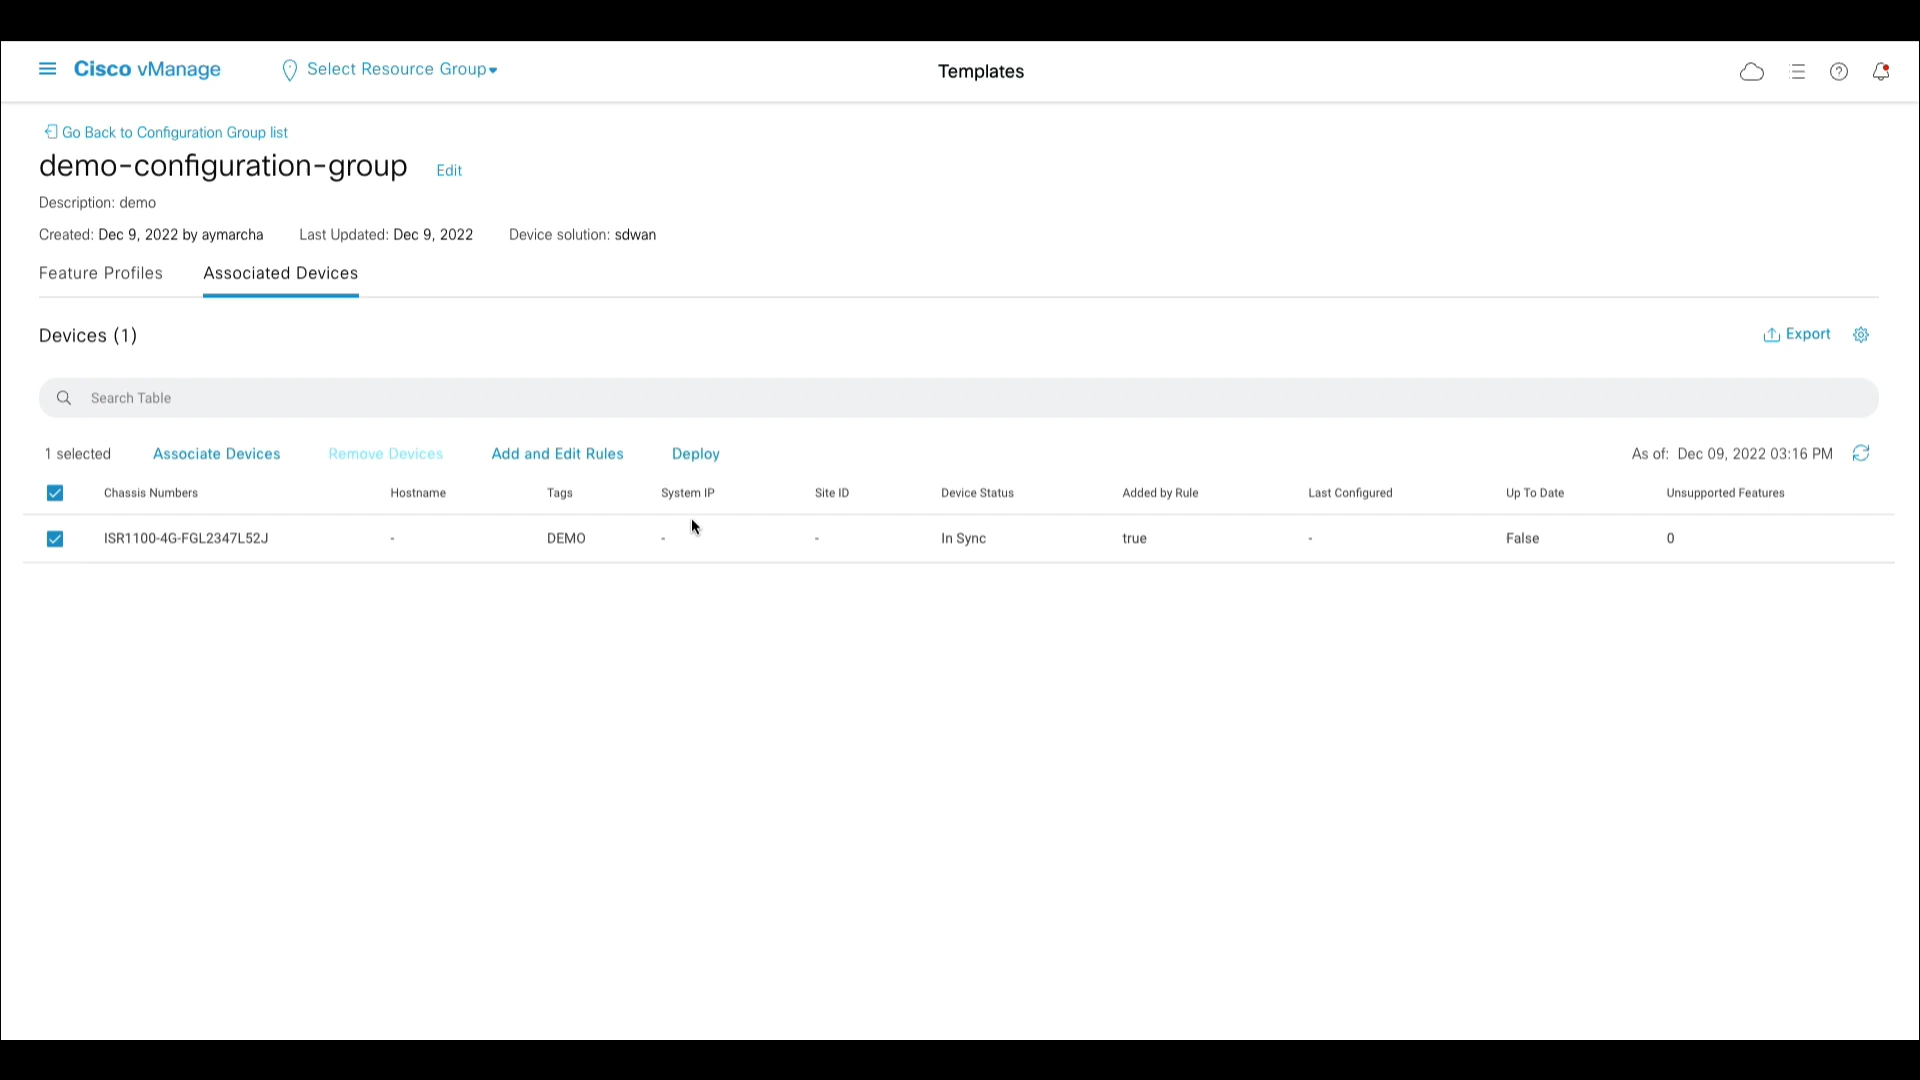 Cisco vManage Select Resource Group Templates
Go Back to Configuration Group list
demo-configuration-group Edit
Description: demo
Created: Dec 9, 2022 by aymarcha Last Updated: Dec 9, 2022 Device solution: sdwan
Feature Profiles Associated Devices
Devices (1) Export
Search Table
1 selected Associate Devices Remove Devices Add and Edit Rules Deploy As of: Dec 09, 2022 03:16 PM
Chassis Numbers Hostname Tags System IP Site ID Device Status Added by Rule Last Configured Up To Date Unsupported Features
ISR1100-4G-FGL2347L52J - DEMO - - In Sync true - False 0